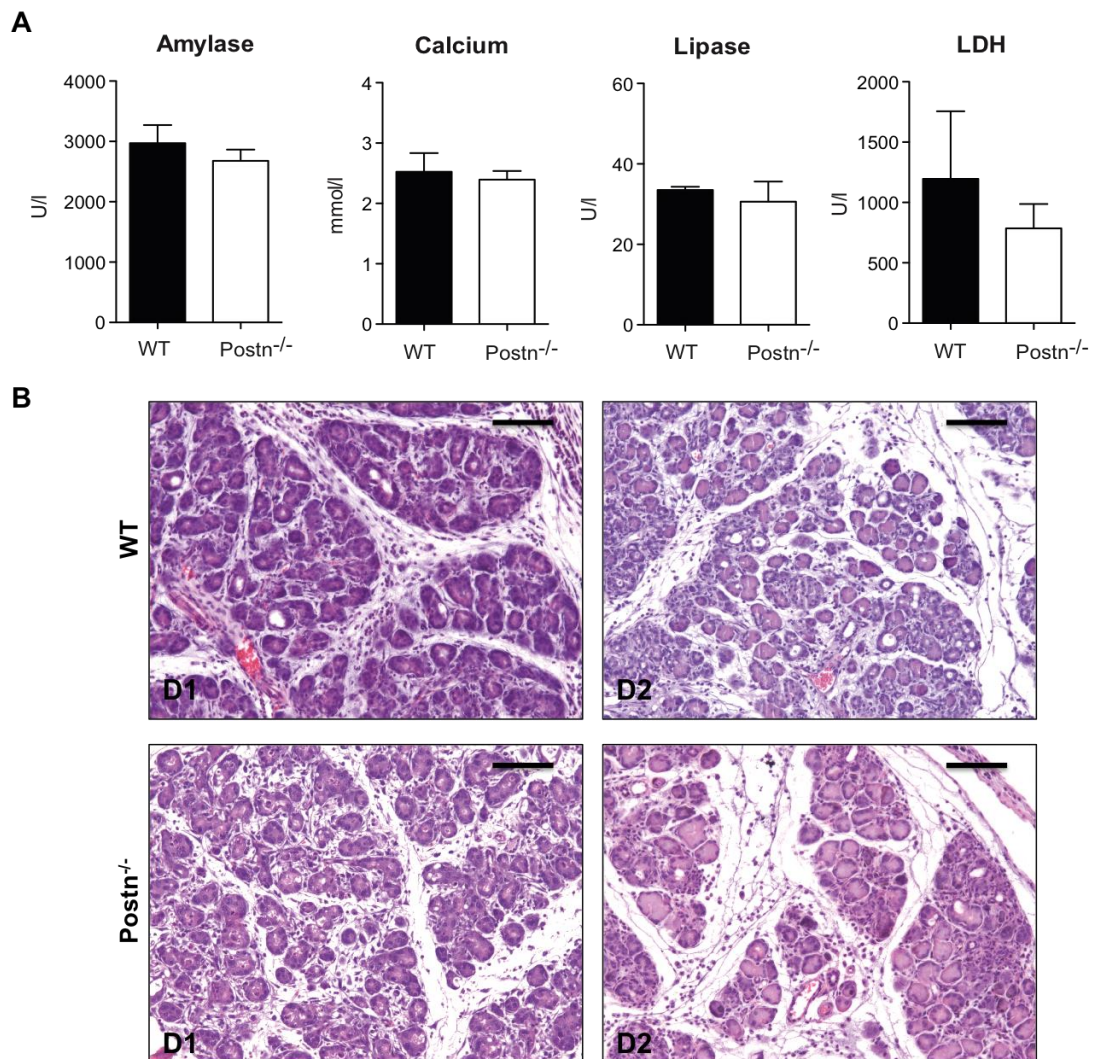 A
Amylase
Calcium
Lipase
LDH
4000
3000
2000
1000
0
U/l
WT
Postn-/-
4
3
2
1
0
mmol/l
WT
Postn-/-
60
40
20
0
U/l
WT
Postn-/-
2000
1500
1000
500
0
U/l
WT
Postn-/-
B
WT
D1
D2
Postn-/-
D1
D2